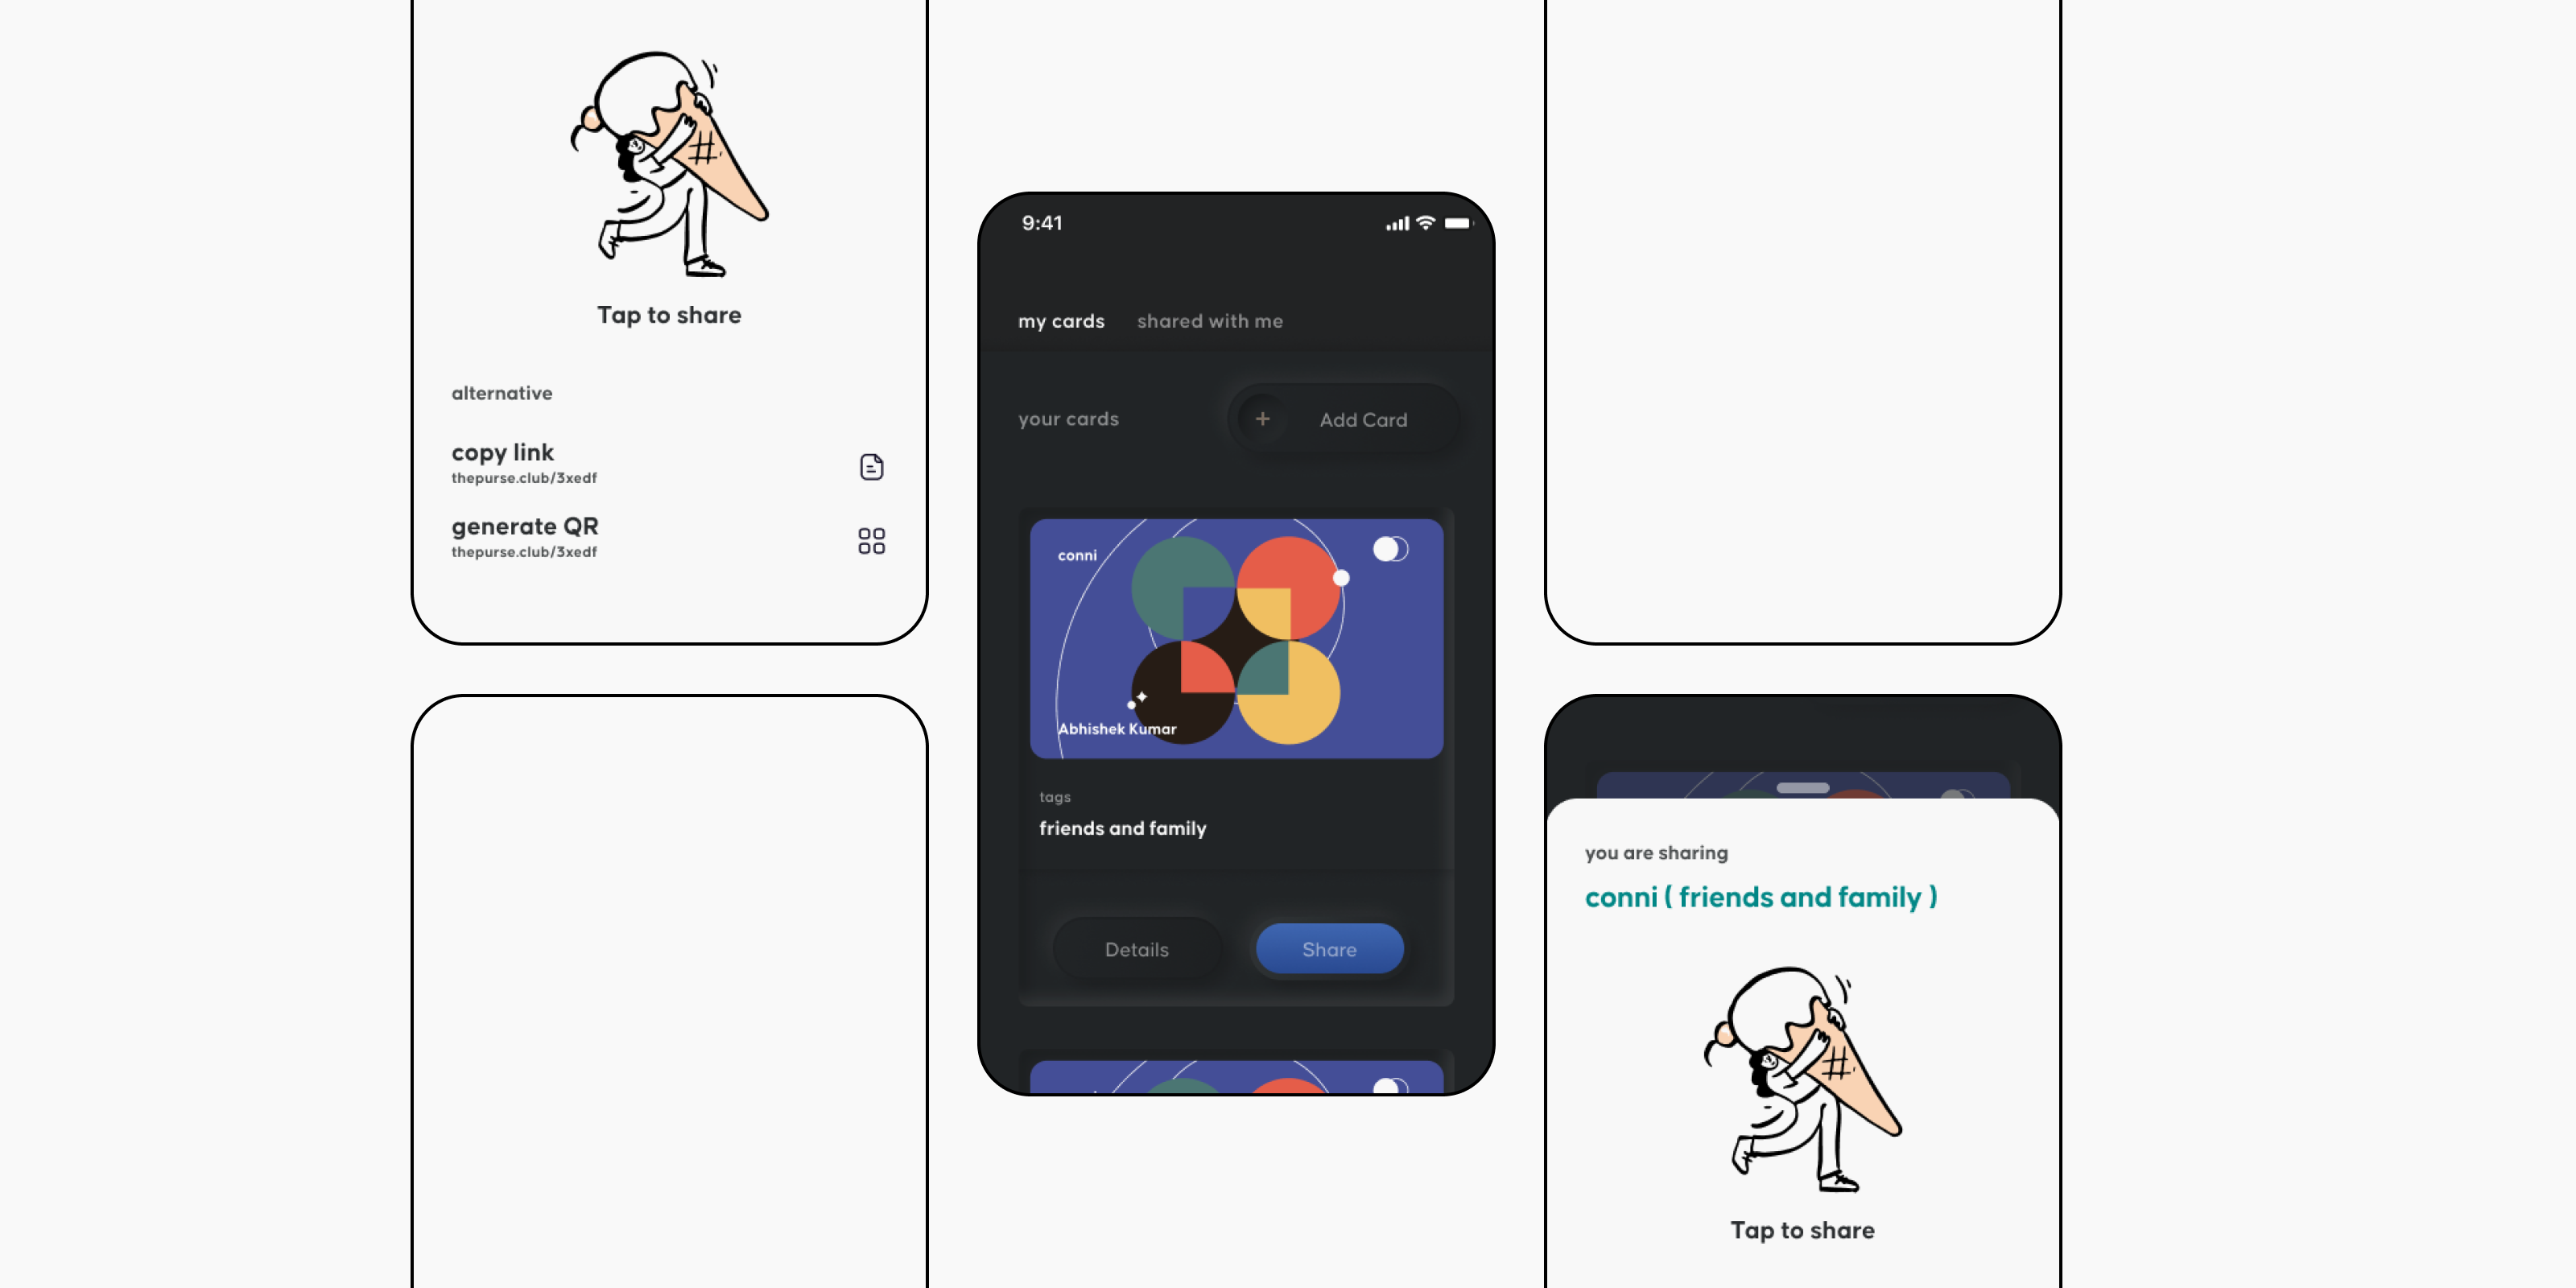 Tap to share
alternative
copy link
thepurse.club/3xedf
generate QR
thepurse.club/3xedf
9:41
my cards shared with me
your cards
+ Add Card
conni
Abhishek Kumar
tags
friends and family
Details
Share
you are sharing
conni ( friends and family )
Tap to share